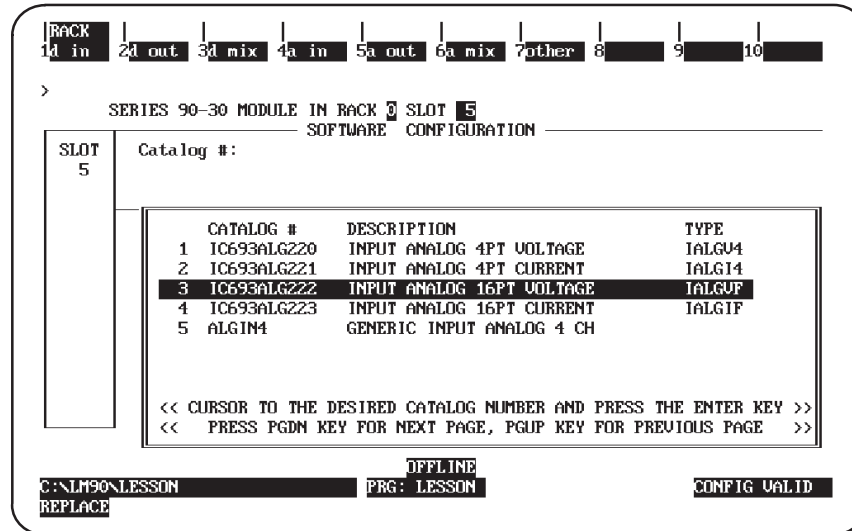 RACK
1d in 2d out 3d mix 4a in 5a out 6a mix 7other 8 9 10
>
SERIES 90-30 MODULE IN RACK 0 SLOT 5
SOFTWARE CONFIGURATION
SLOT Catalog #:
5
CATALOG # DESCRIPTION TYPE
1 IC693ALG220 INPUT ANALOG 4PT VOLTAGE IALGV4
2 IC693ALG221 INPUT ANALOG 4PT CURRENT IALGI4
3 IC693ALG222 INPUT ANALOG 16PT VOLTAGE IALGVF
4 IC693ALG223 INPUT ANALOG 16PT CURRENT IALGIF
5 ALGIN4 GENERIC INPUT ANALOG 4 CH
<< CURSOR TO THE DESIRED CATALOG NUMBER AND PRESS THE ENTER KEY >>
<< PRESS PGDN KEY FOR NEXT PAGE, PGUP KEY FOR PREVIOUS PAGE >>
OFFLINE
C:\LM90\LESSON PRG: LESSON CONFIG VALID
REPLACE